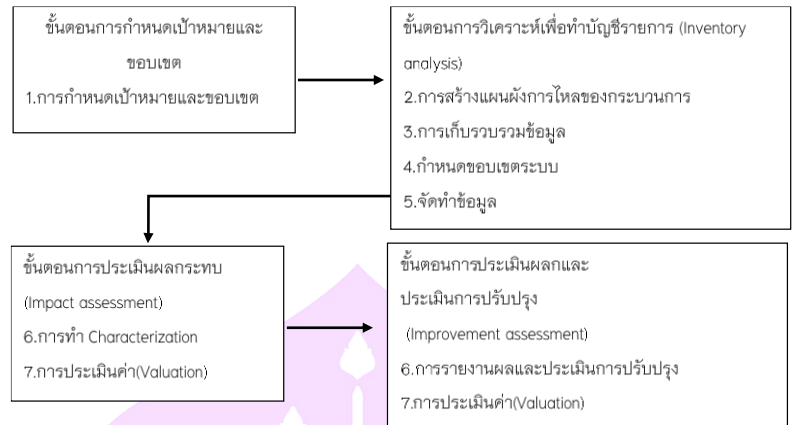 ขั้นตอนการกำหนดเป้าหมายและ
ขอบเขต
1.การกำหนดเป้าหมายและขอบเขต
ขั้นตอนการวิเคราะห์เพื่อทำบัญชีรายการ (Inventory
analysis)
2.การสร้างแผนผังการไหลของกระบวนการ
3.การเก็บรวบรวมข้อมูล
4.กำหนดขอบเขตระบบ
5.จัดทำข้อมูล
ขั้นตอนการประเมินผลกระทบ
(Impact assessment)
6.การทำ Characterization
7.การประเมินค่า(Valuation)
ขั้นตอนการประเมินผลกและ
ประเมินการปรับปรุง
(Improvement assessment)
6.การรายงานผลและประเมินการปรับปรุง
7.การประเมินค่า(Valuation)